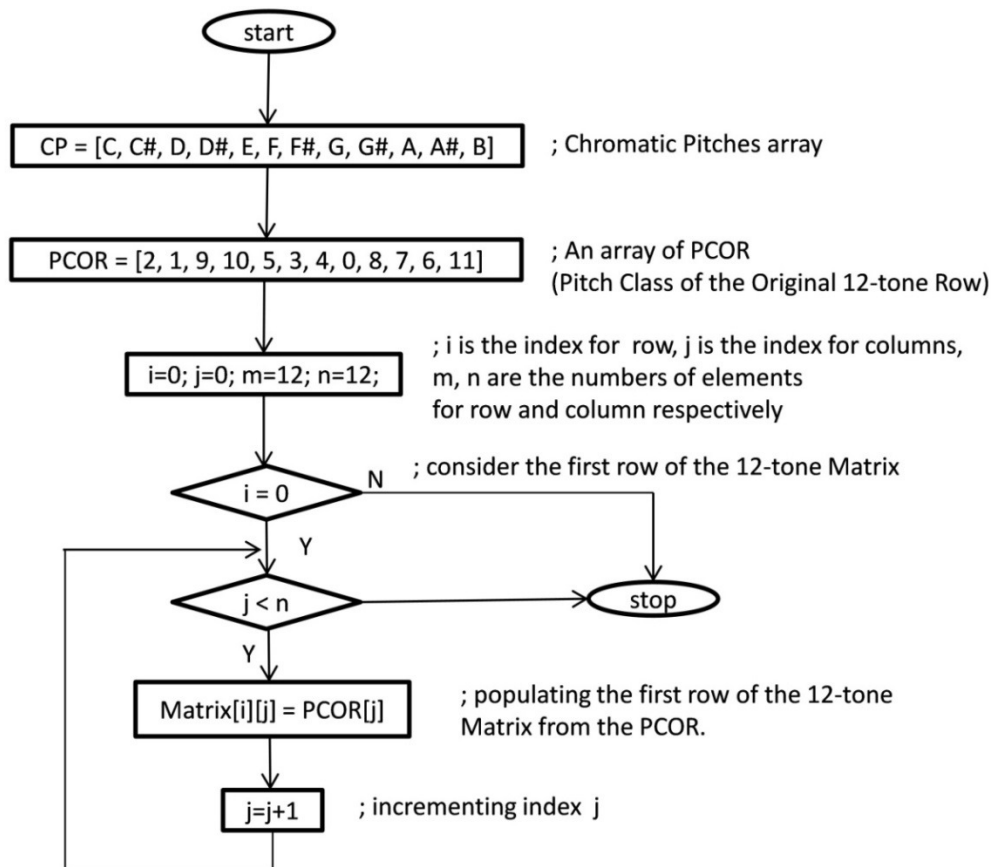 start
CP = [C, C#, D, D#, E, F, F#, G, G#, A, A#, B]
; Chromatic Pitches array
PCOR = [2, 1, 9, 10, 5, 3, 4, 0, 8, 7, 6, 11]
; An array of PCOR
(Pitch Class of the Original 12-tone Row)
i=0; j=0; m=12; n=12;
; i is the index for row, j is the index for columns,
m, n are the numbers of elements
for row and column respectively
; consider the first row of the 12-tone Matrix
i = 0
N
Y
j < n
stop
Y
Matrix[i][j] = PCOR[j]
; populating the first row of the 12-tone
Matrix from the PCOR.
j=j+1
; incrementing index j